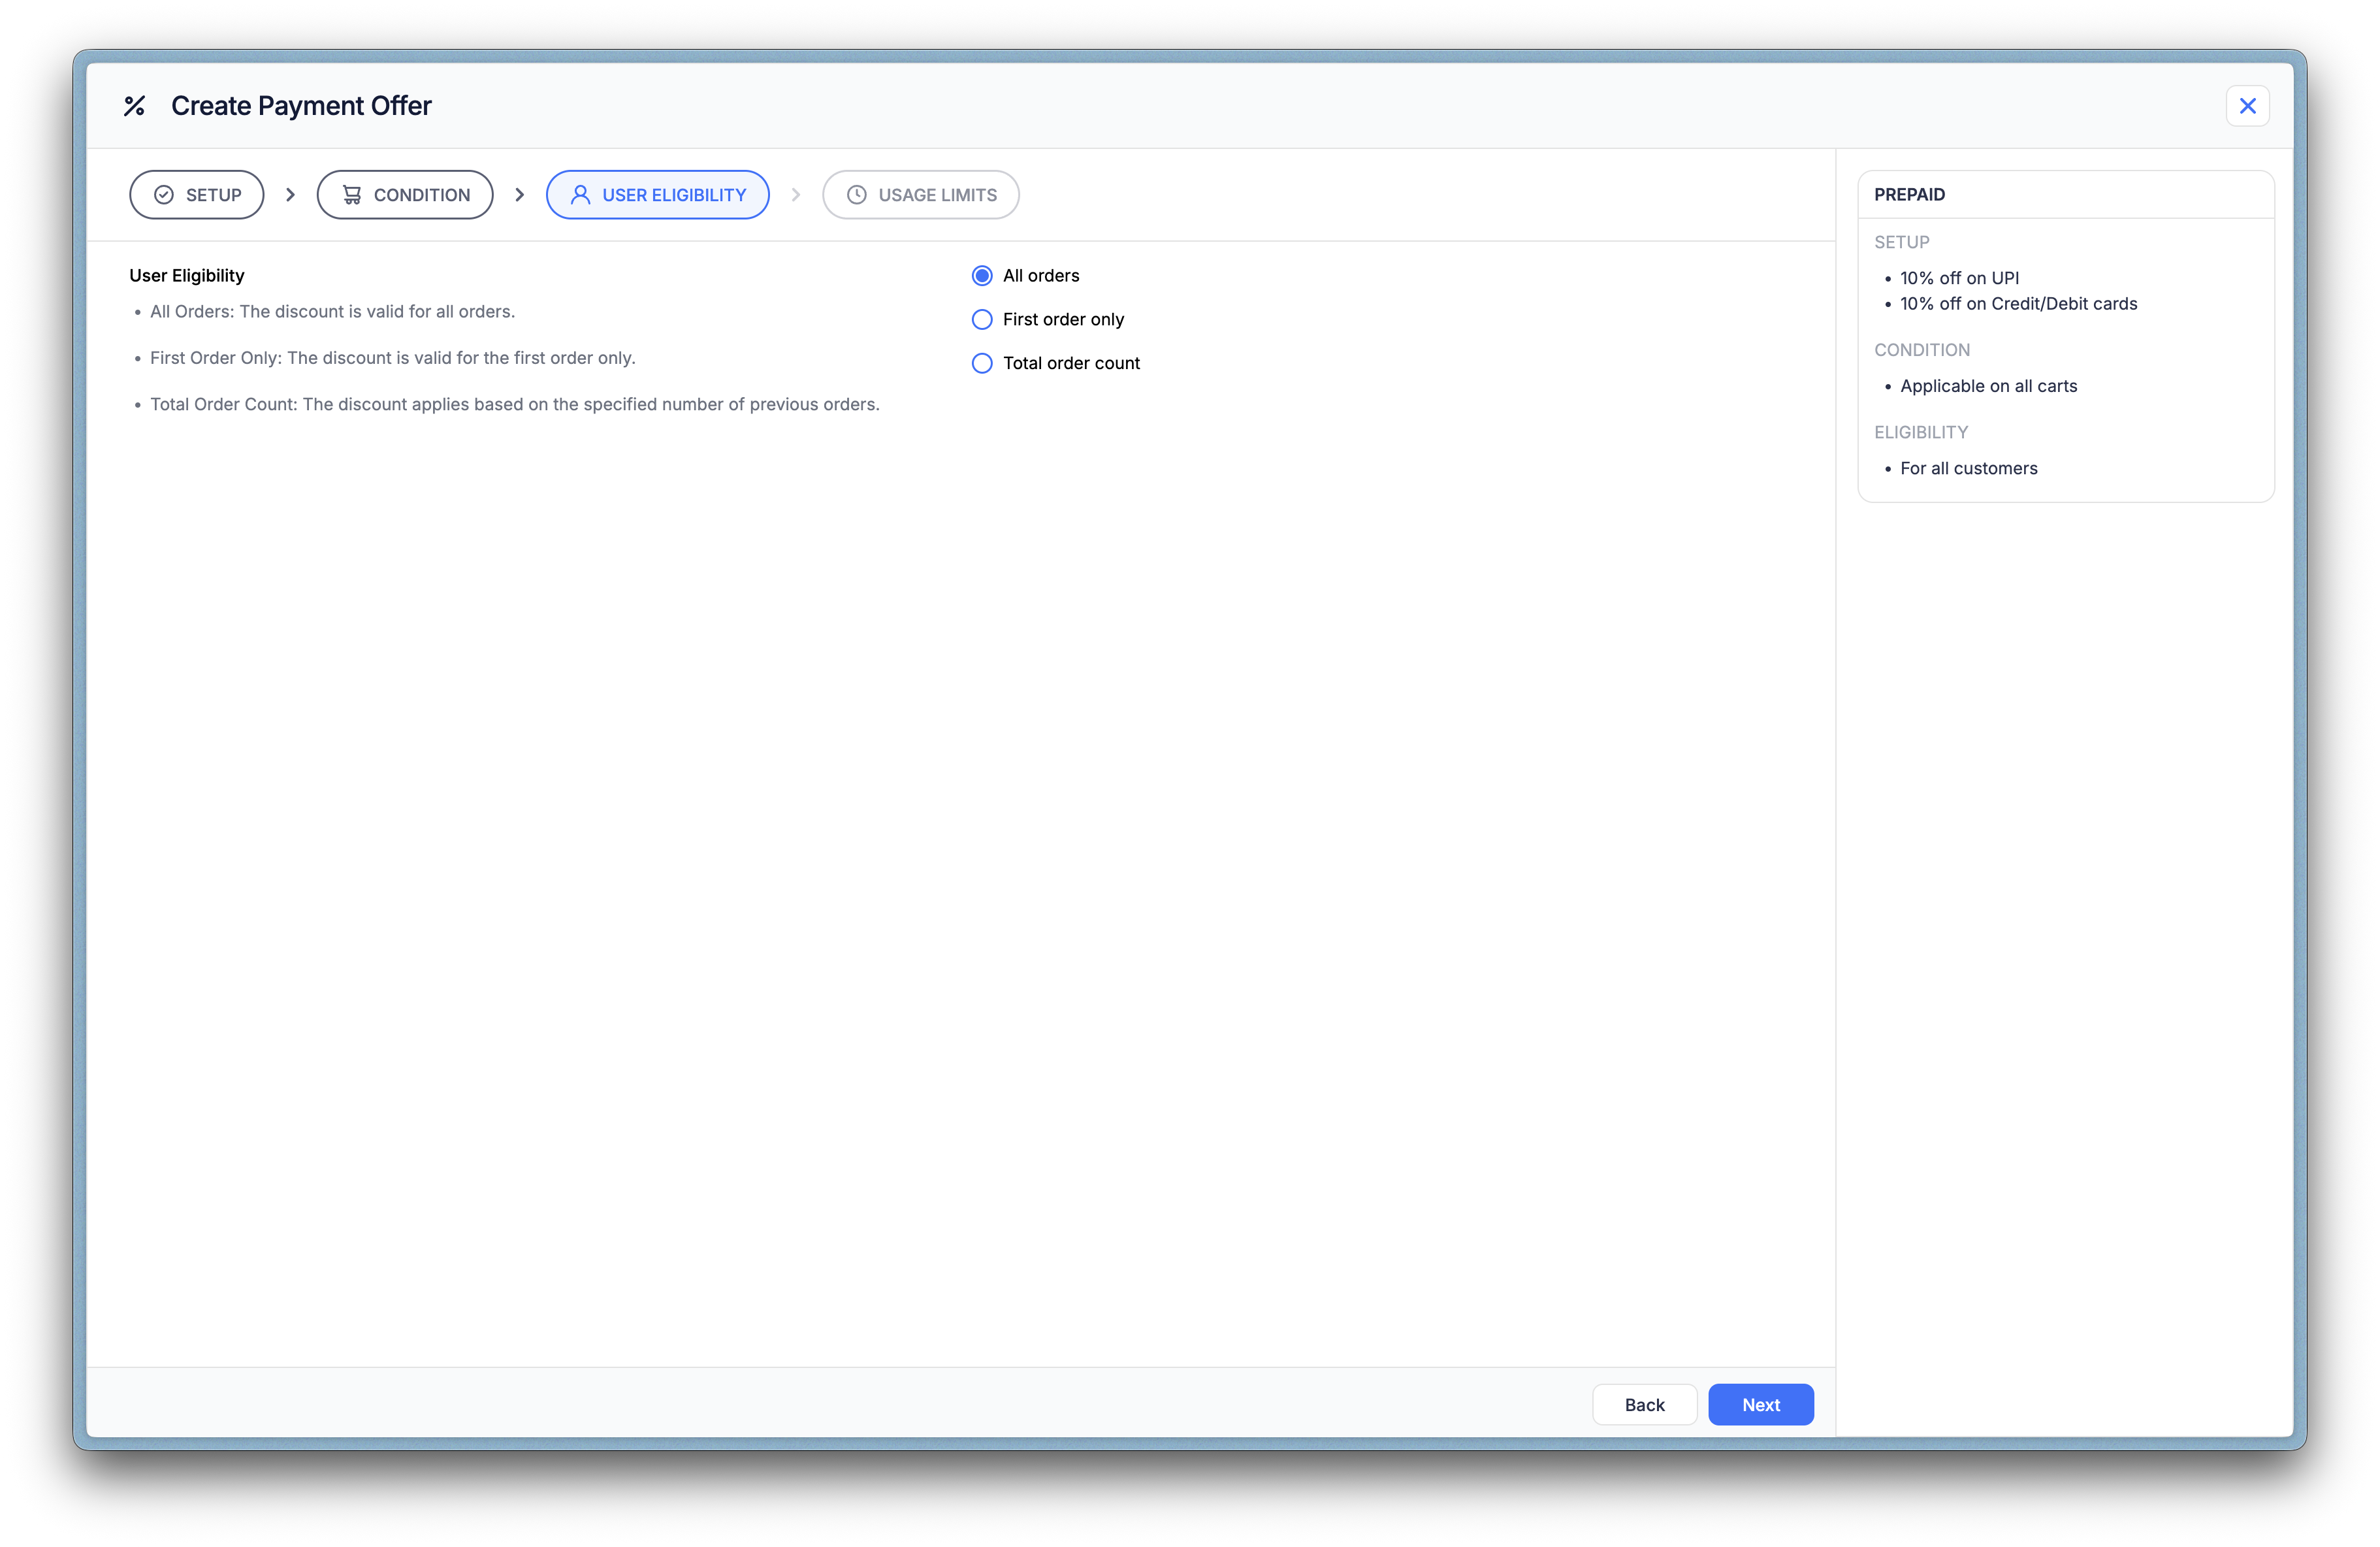 Create Payment Offer
SETUP
CONDITION
USER ELIGIBILITY
USAGE LIMITS
User Eligibility
• All Orders: The discount is valid for all orders.
• First Order Only: The discount is valid for the first order only.
• Total Order Count: The discount applies based on the specified number of previous orders.
All orders
First order only
Total order count
PREPAID
SETUP
• 10% off on UPI
• 10% off on Credit/Debit cards
CONDITION
• Applicable on all carts
ELIGIBILITY
• For all customers
Back
Next